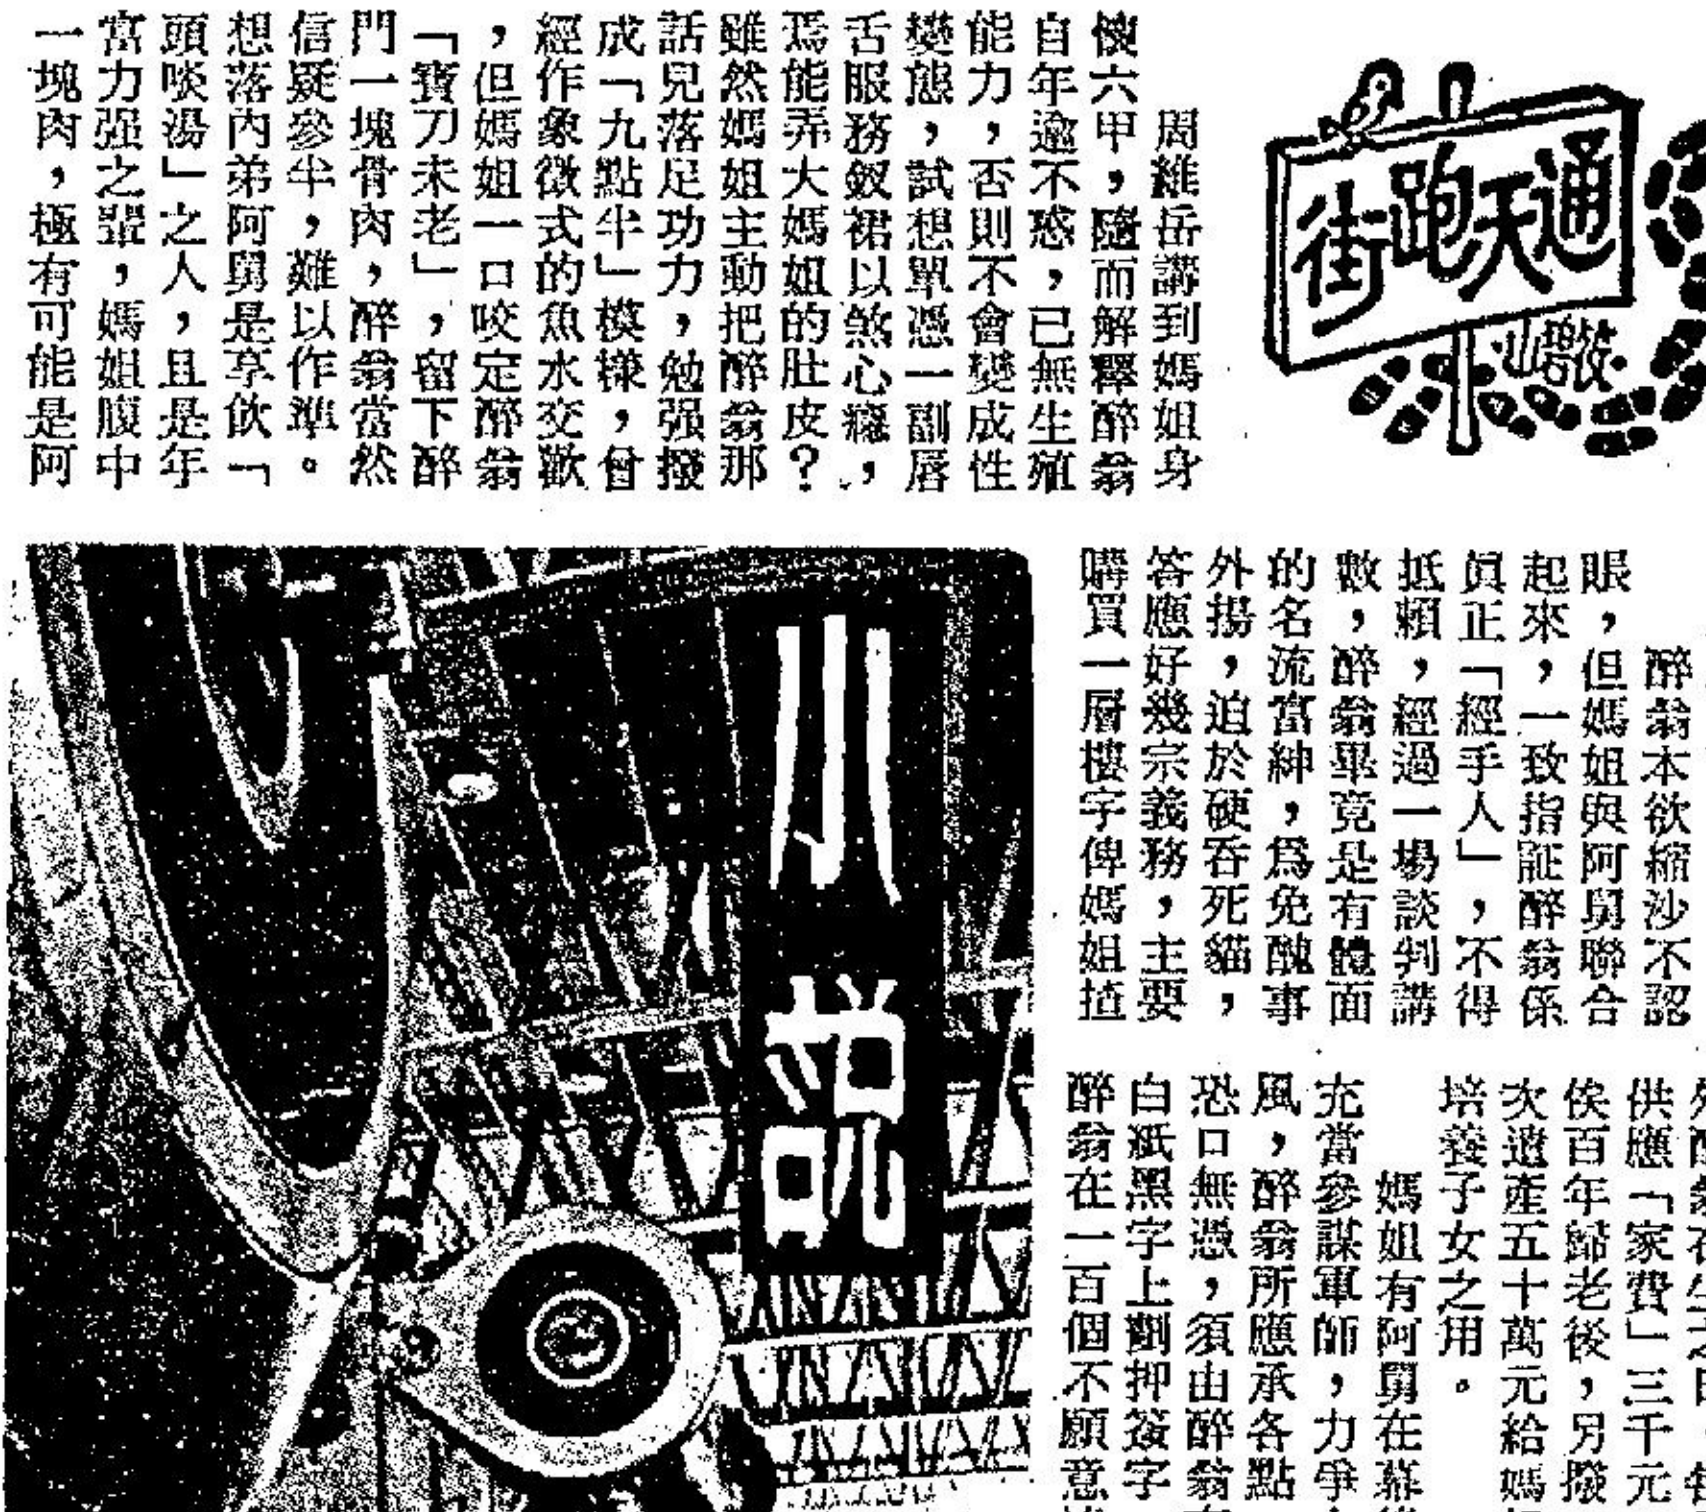 通天跑街
周維岳講到媽姐身
懷六甲，隨而解釋醉翁
自年逾不惑，已無生殖
能力，否則不會變成性
變態，試想單憑一副唇
舌服務釵裙以煞心癮，
焉能弄大媽姐的肚皮？
雖然媽姐主動把醉翁那
話兒落足功力，勉强撥
成「九點半」模樣，曾
經作象徵式的魚水交歡
，但媽姐一口咬定醉翁
「寶刀未老」，留下醉
門一塊骨肉，醉翁當然
信疑參半，難以作準。
想落內弟阿舅是享飲「
頭啖湯」之人，且是年
富力强之輩，媽姐腹中
一塊肉，極有可能是阿
醉翁本欲縮沙不認
眼，但媽姐與阿舅聯合
起來，一致指証醉翁係
眞正「經手人」，不得
抵賴，經過一場談判講
數，醉翁畢竟是有體面
的名流富紳，爲免醜事
外揚，迫於硬吞死貓，
答應好幾宗義務，主要
購買一層樓宇俾媽姐揸
供應「家費」三千元
俟百年歸老後，另撥
次遺產五十萬元給媽
培養子女之用。
媽姐有阿舅在幕
充當參謀軍師，力爭
風，醉翁所應承各點
恐口無憑，須由醉翁
白紙黑字上劃押簽字
醉翁在一百個不願意
小說